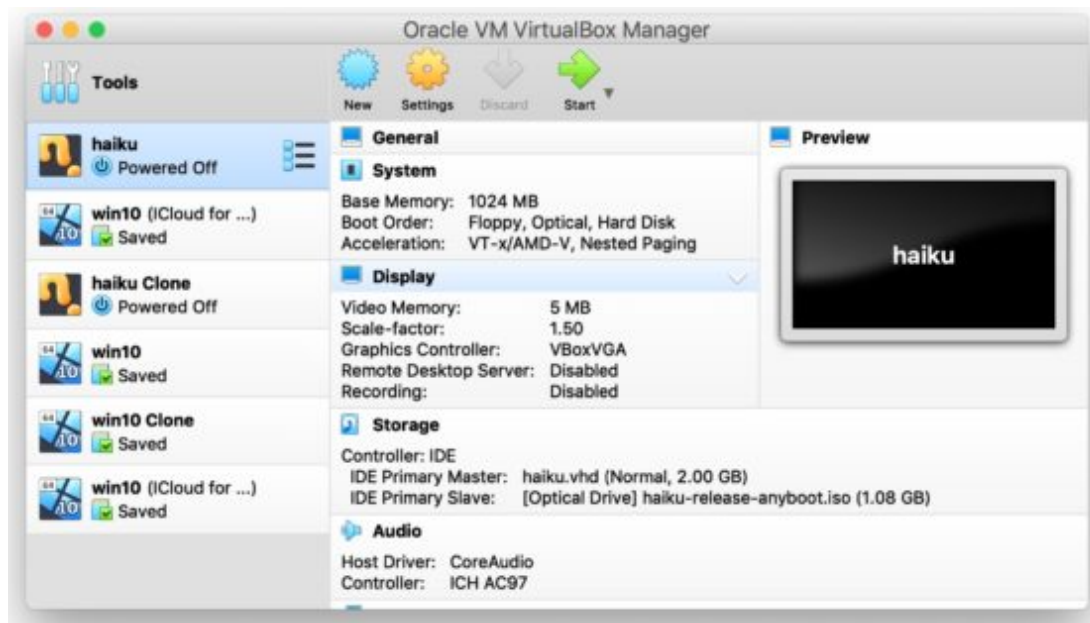 Oracle VM VirtualBox Manager
Tools
New Settings Discard Start
haiku
Powered Off
win10 (ICloud for ...)
Saved
haiku Clone
Powered Off
win10
Saved
win10 Clone
Saved
win10 (ICloud for ...)
Saved
General
System
Base Memory: 1024 MB
Boot Order: Floppy, Optical, Hard Disk
Acceleration: VT-x/AMD-V, Nested Paging
Display
Video Memory: 5 MB
Scale-factor: 1.50
Graphics Controller: VBoxVGA
Remote Desktop Server: Disabled
Recording: Disabled
Storage
Controller: IDE
IDE Primary Master: haiku.vhd (Normal, 2.00 GB)
IDE Primary Slave: [Optical Drive] haiku-release-anyboot.iso (1.08 GB)
Audio
Host Driver: CoreAudio
Controller: ICH AC97
Preview
haiku